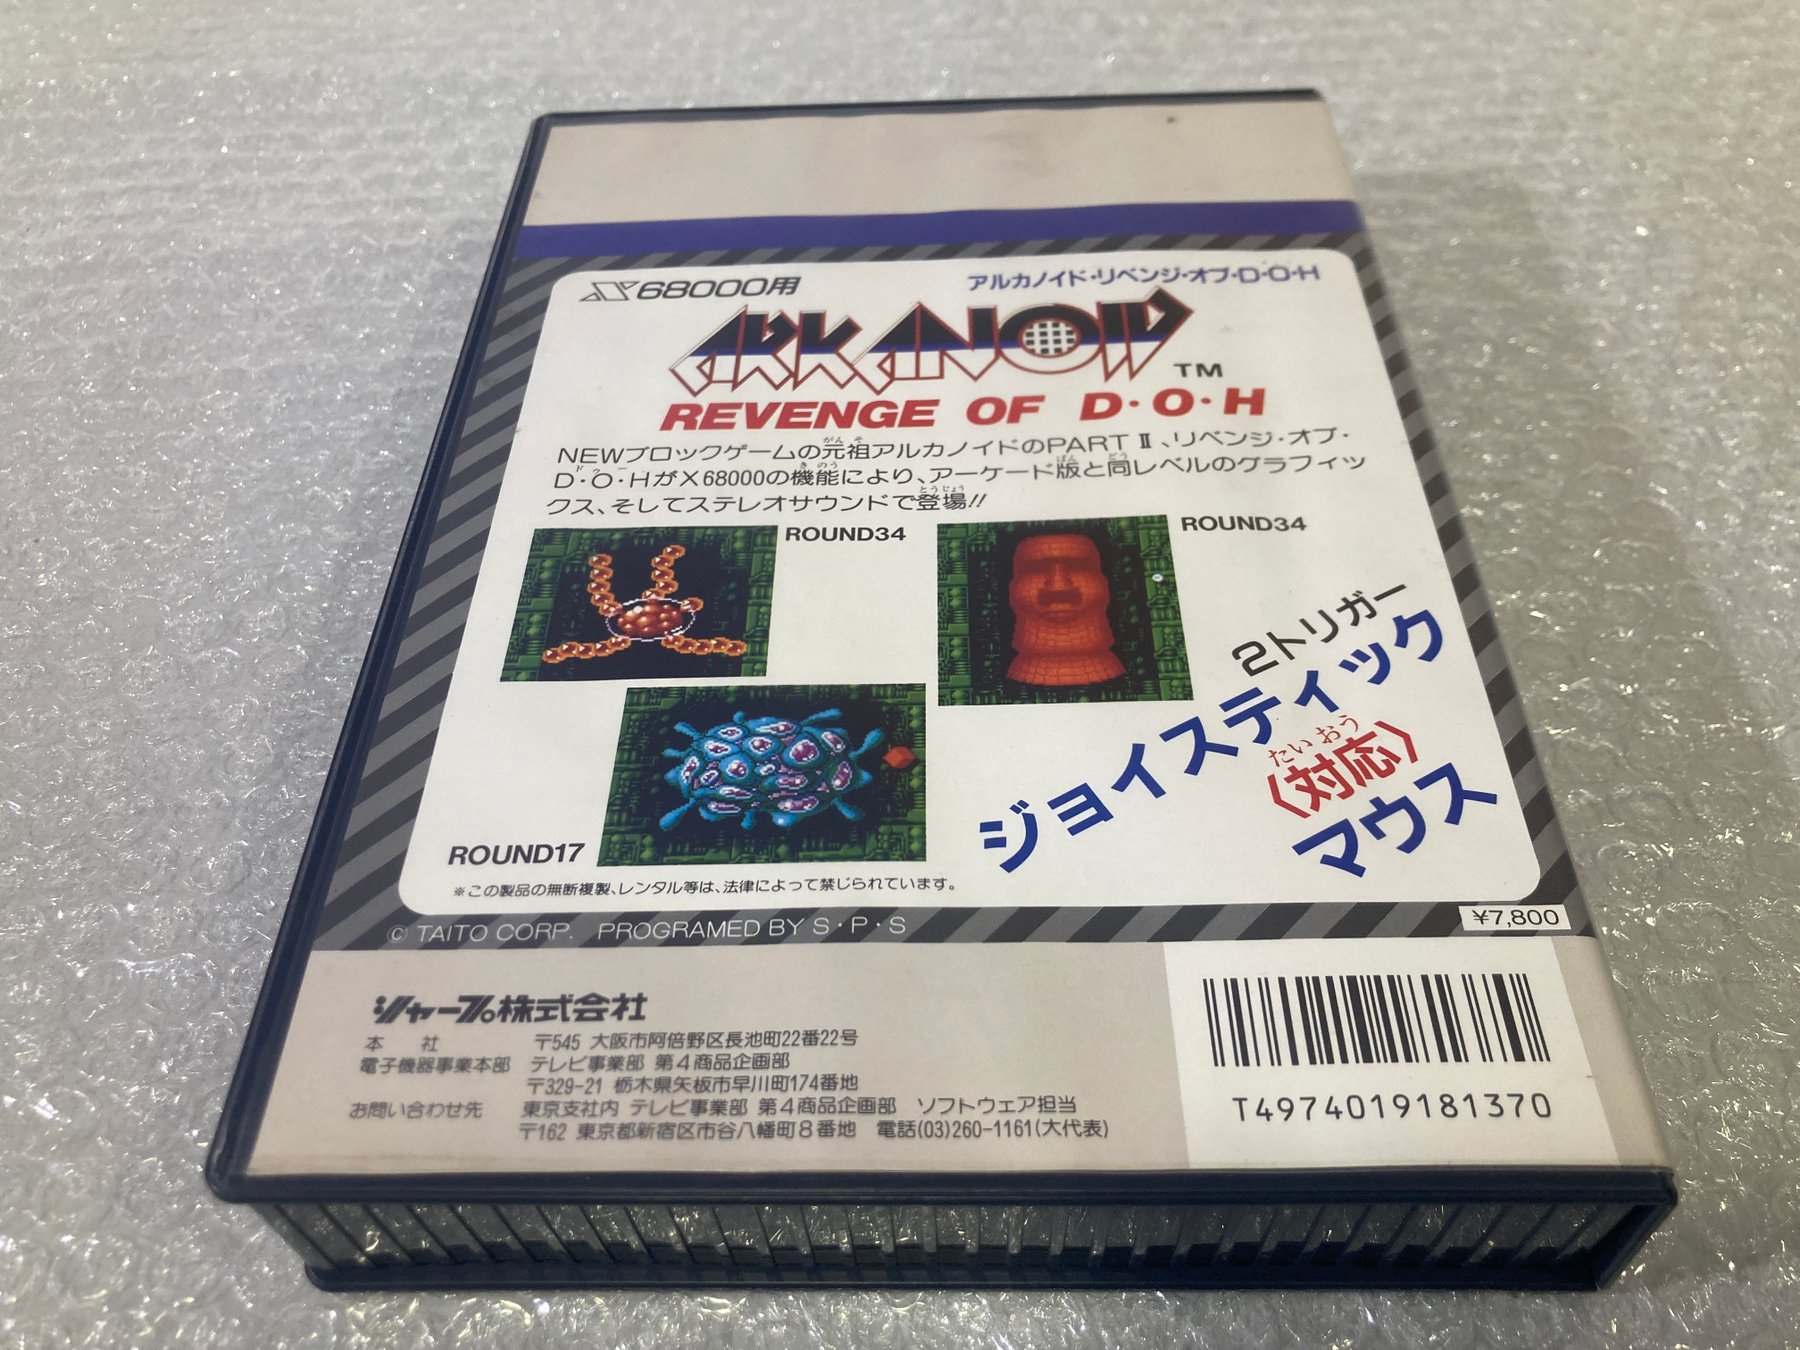 X68000用
アルカノイド・リベンジ・オブ・D・O・H
ARKANOID TM
REVENGE OF D・O・H
NEWブロックゲームの元祖アルカノイドのPART Ⅱ、リベンジ・オブ・
D・O・HがX68000の機能により、アーケード版と同レベルのグラフィッ
クス、そしてステレオサウンドで登場!!
ROUND34
ROUND34
2トリガー
ジョイスティック
たいおう
〈対応〉
マウス
ROUND17
※この製品の無断複製、レンタル等は、法律によって禁じられています。
© TAITO CORP. PROGRAMED BY S・P・S
¥7,800
シャープ株式会社
本 社 〒545 大阪市阿倍野区長池町22番22号
電子機器事業本部 テレビ事業部 第4商品企画部
〒329-21 栃木県矢板市早川町174番地
お問い合わせ先 東京支社内 テレビ事業部 第4商品企画部 ソフトウェア担当
〒162 東京都新宿区市谷八幡町8番地 電話(03)260-1161(大代表)
T4974019181370